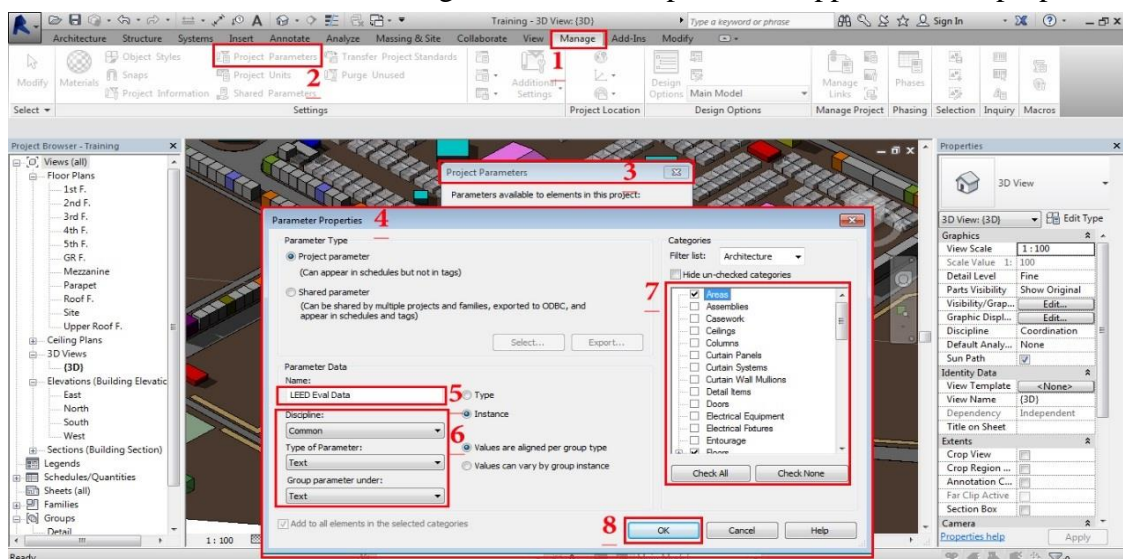 Training - 3D View: {3D}
Type a keyword or phrase
Sign In
Architecture Structure Systems Insert Annotate Analyze Massing & Site Collaborate View Manage Add-Ins Modify
1
Modify
Materials
Object Styles
Snaps
Project Information
Project Parameters
Project Units
Shared Parameters
2
Transfer Project Standards
Purge Unused
Additional Settings
Design Options
Main Model
Manage Links
Phases
Select
Settings
Project Location
Design Options
Manage Project
Phasing
Selection
Inquiry
Macros
Project Browser - Training
Views (all)
Floor Plans
1st F.
2nd F.
3rd F.
4th F.
5th F.
GR F.
Mezzanine
Parapet
Roof F.
Site
Upper Roof F.
Ceiling Plans
3D Views
{3D}
Elevations (Building Elevatic
East
North
South
West
Sections (Building Section)
Legends
Schedules/Quantities
Sheets (all)
Families
Groups
Detail
Ready
1 : 100
Project Parameters
3
Parameters available to elements in this project:
Parameter Properties
4
Parameter Type
Project parameter
(Can appear in schedules but not in tags)
Shared parameter
(Can be shared by multiple projects and families, exported to ODBC, and
appear in schedules and tags)
Select...
Export...
Parameter Data
Name:
LEED Eval Data
5
Type
Discipline:
Instance
Common
6
Type of Parameter:
Values are aligned per group type
Text
Values can vary by group instance
Group parameter under:
Text
Add to all elements in the selected categories
Categories
Filter list: Architecture
Hide un-checked categories
7
Areas
Assemblies
Casework
Ceilings
Columns
Curtain Panels
Curtain Systems
Curtain Wall Mullions
Detail Items
Doors
Electrical Equipment
Electrical Fixtures
Entourage
Floors
Check All
Check None
8
OK
Cancel
Help
Properties
3D View
3D View: {3D}
Edit Type
Graphics
View Scale 1 : 100
Scale Value 1: 100
Detail Level Fine
Parts Visibility Show Original
Visibility/Grap... Edit...
Graphic Displ... Edit...
Discipline Coordination
Default Analy... None
Sun Path
Identity Data
View Template <None>
View Name {3D}
Dependency Independent
Title on Sheet
Extents
Crop View
Crop Region ...
Annotation C...
Far Clip Active
Section Box
Camera
Properties help
Apply